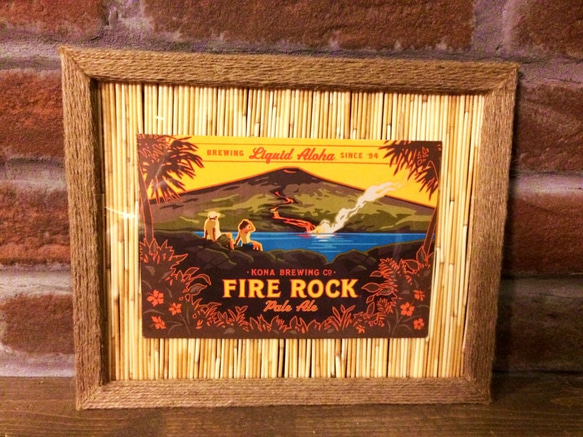 BREWING Liquid Aloha SINCE '94
· KONA BREWING CO ·
FIRE ROCK
Pale Ale